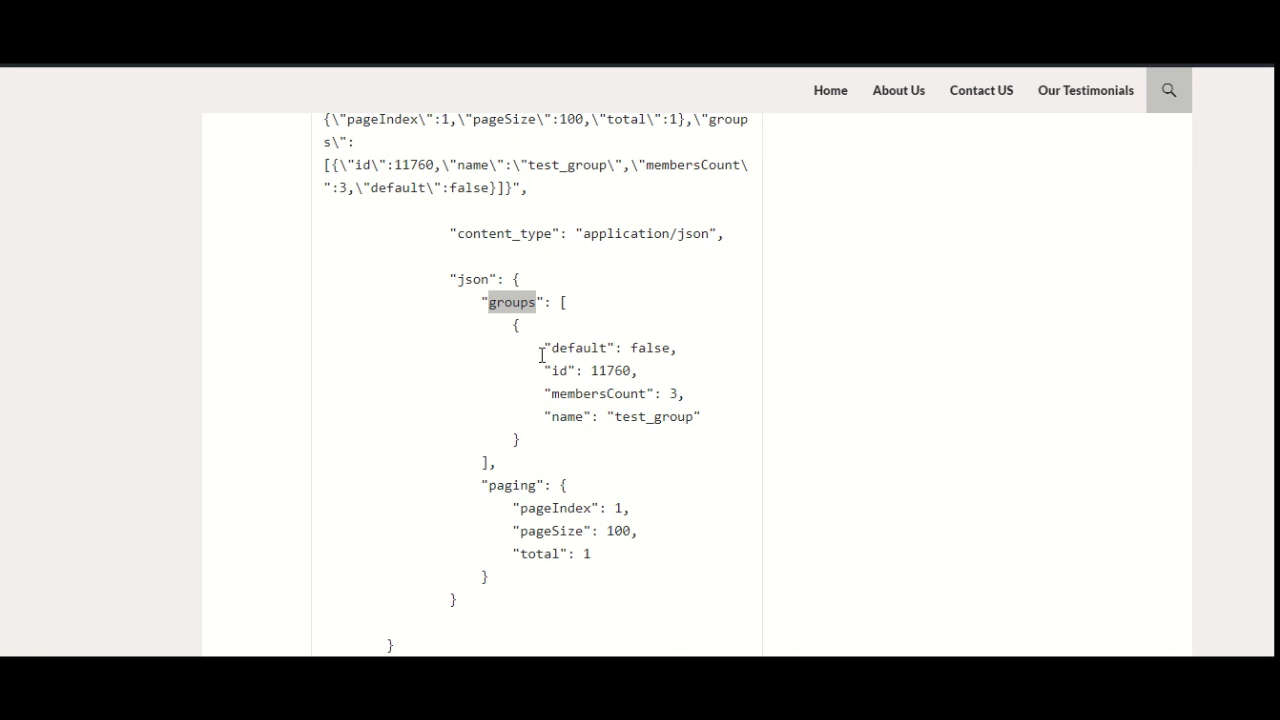 Home About Us Contact US Our Testimonials
{\"pageIndex\":1,\"pageSize\":100,\"total\":1},\"group
s\":
[{\"id\":11760,\"name\":\"test_group\",\"membersCount\
":3,\"default\":false}]}",
"content_type": "application/json",
"json": {
"groups": [
{
"default": false,
"id": 11760,
"membersCount": 3,
"name": "test_group"
}
],
"paging": {
"pageIndex": 1,
"pageSize": 100,
"total": 1
}
}
}